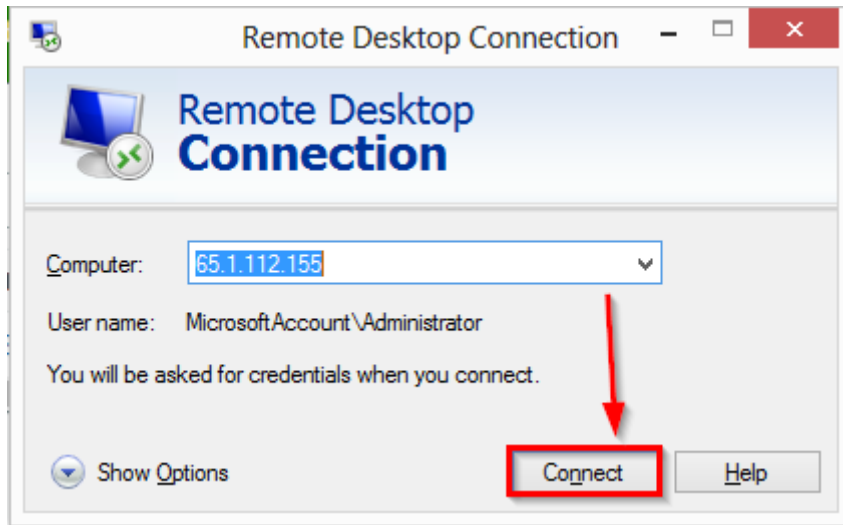 Remote Desktop Connection
Remote Desktop
Connection
Computer: 65.1.112.155
User name: MicrosoftAccount\Administrator
You will be asked for credentials when you connect.
Show Options Connect Help